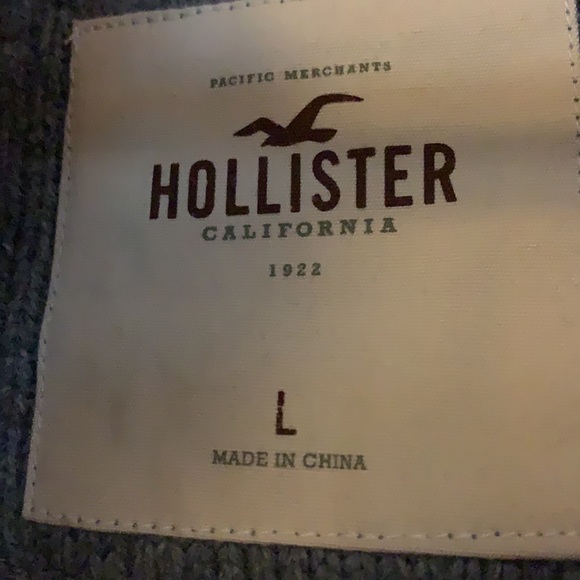 PACIFIC MERCHANTS
HOLLISTER
CALIFORNIA
1922
L
MADE IN CHINA